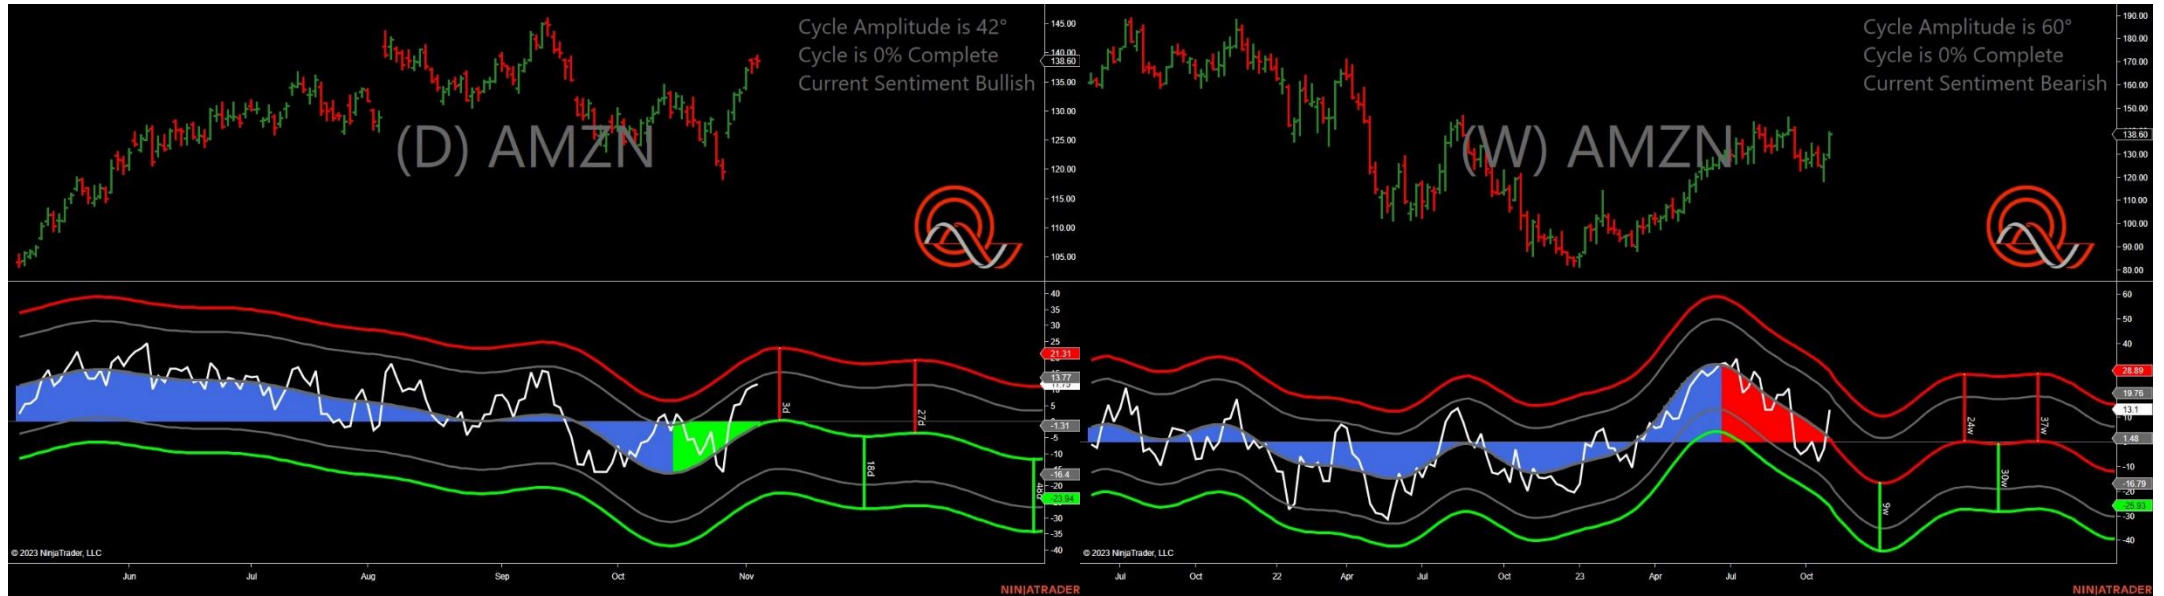 Cycle Amplitude is 42°
Cycle is 0% Complete
Current Sentiment Bullish
(D) AMZN
145.00
140.00
138.60
135.00
130.00
125.00
120.00
115.00
110.00
105.00
40
35
30
25
21.31
13.77
11.75
5
-1.31
-5
-10
-16.4
-20
-23.94
-30
-35
-40
3d
18d
27d
48d
© 2023 NinjaTrader, LLC
Jun
Jul
Aug
Sep
Oct
Nov
NINJATRADER
Cycle Amplitude is 60°
Cycle is 0% Complete
Current Sentiment Bearish
(W) AMZN
190.00
180.00
170.00
160.00
150.00
138.60
130.00
120.00
110.00
100.00
90.00
80.00
60
50
40
28.89
19.76
13.1
10
1.48
-10
-16.79
-20
-25.93
-30
-40
9w
24w
30w
37w
© 2023 NinjaTrader, LLC
Jul
Oct
22
Apr
Jul
Oct
23
Apr
Jul
Oct
NINJATRADER